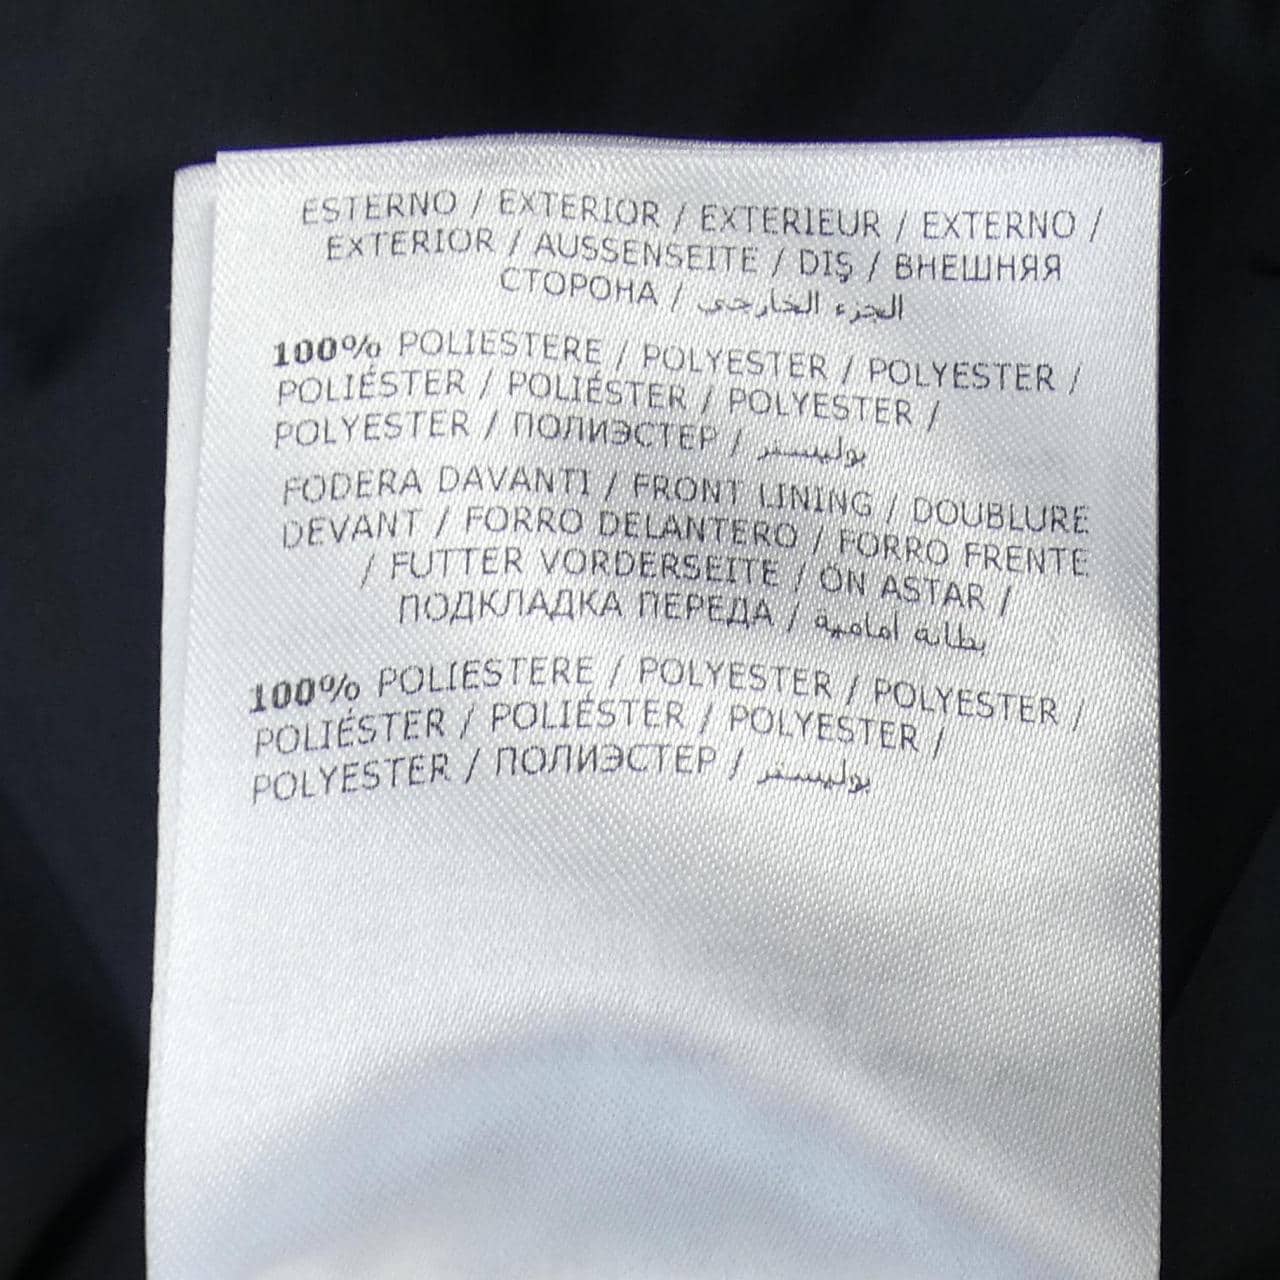 ESTERNO / EXTERIOR / EXTERIEUR / EXTERNO /
EXTERIOR / AUSSENSEITE / DIŞ / ВНЕШНЯЯ
СТОРОНА / الجزء الخارجي
100% POLIESTERE / POLYESTER / POLYESTER /
POLIÉSTER / POLIÉSTER / POLYESTER /
POLYESTER / ПОЛИЭСТЕР / بوليستر
FODERA DAVANTI / FRONT LINING / DOUBLURE
DEVANT / FORRO DELANTERO / FORRO FRENTE
/ FUTTER VORDERSEITE / ÖN ASTAR /
ПОДКЛАДКА ПЕРЕДА / بطانة أمامية
100% POLIESTERE / POLYESTER / POLYESTER /
POLIÉSTER / POLIÉSTER / POLYESTER /
POLYESTER / ПОЛИЭСТЕР / بوليستر